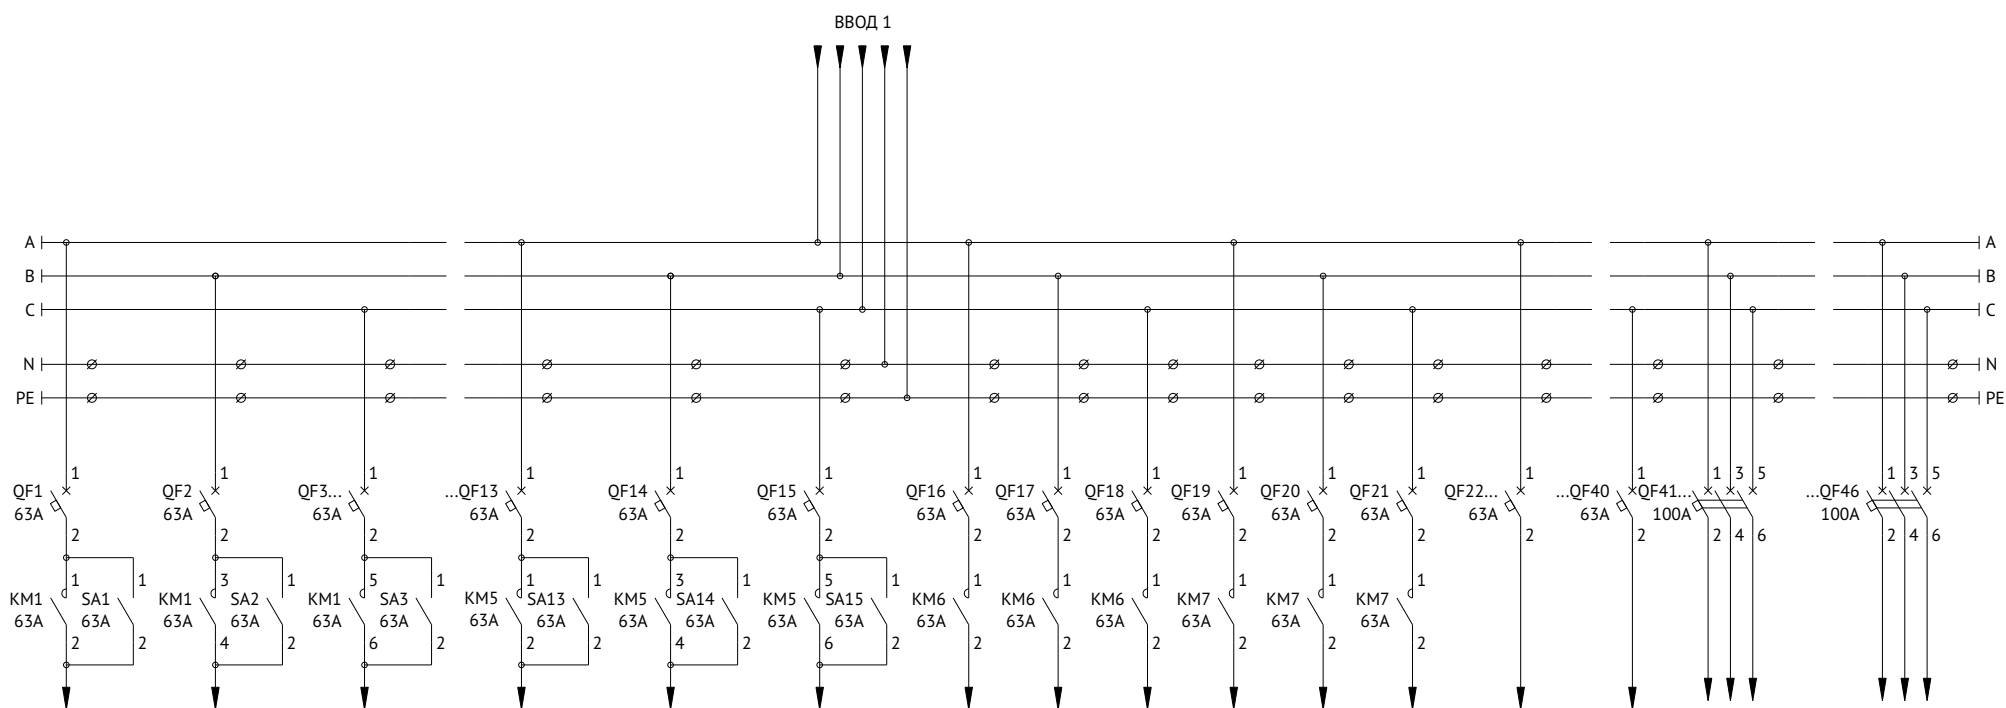 ВВОД 1
A A
B B
C C
N N
PE PE
1 1 1 1 1 1 1 1 1 1 1 1 1 1 1 3 5 1 3 5
QF1 QF2 QF3... ...QF13 QF14 QF15 QF16 QF17 QF18 QF19 QF20 QF21 QF22... ...QF40 QF41... ...QF46
63A 63A 63A 63A 63A 63A 63A 63A 63A 63A 63A 63A 63A 63A 100A 100A
2 2 2 2 2 2 2 2 2 2 2 2 2 2 2 4 6 2 4 6
1 1 3 1 5 1 1 1 3 1 5 1 1 1 1 1 1 1
KM1 SA1 KM1 SA2 KM1 SA3 KM5 SA13 KM5 SA14 KM5 SA15 KM6 KM6 KM6 KM7 KM7 KM7
63A 63A 63A 63A 63A 63A 63A 63A 63A 63A 63A 63A 63A 63A 63A 63A 63A 63A
2 2 4 2 6 2 2 2 4 2 6 2 2 2 2 2 2 2